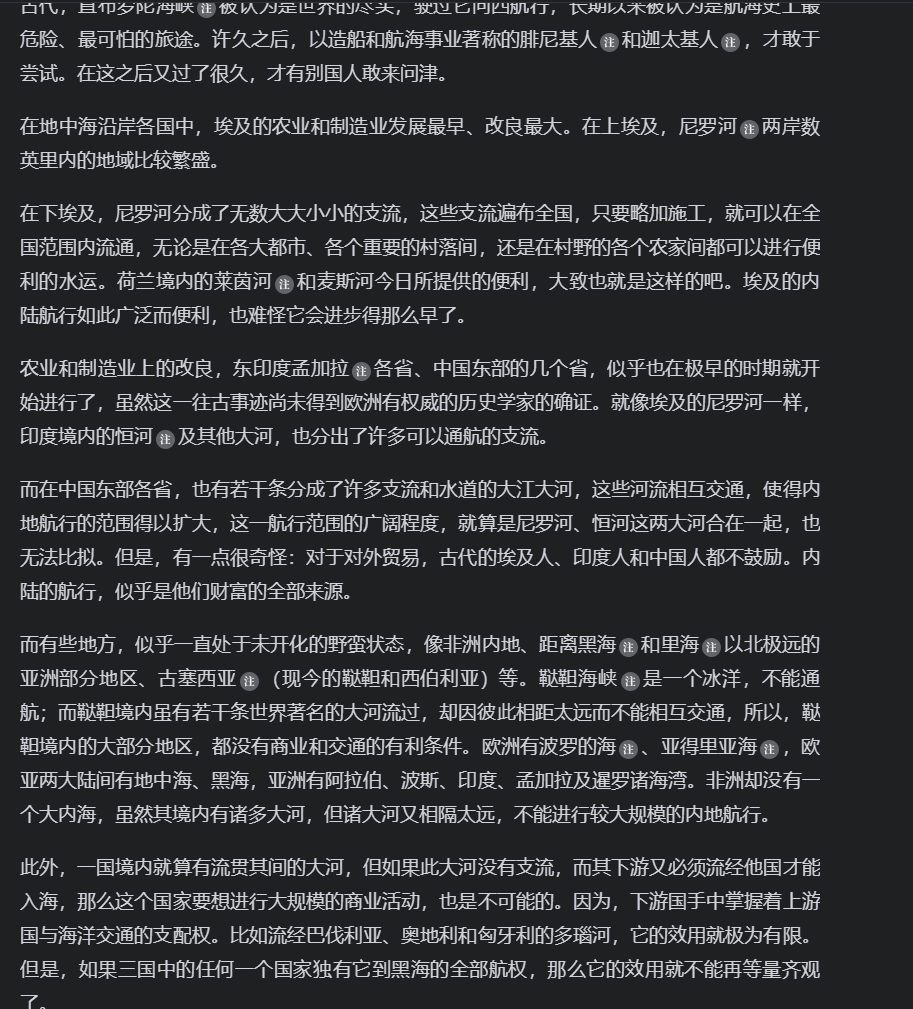 古代，直布罗陀海峡注被认为是世界的尽头，驶过它向西航行，长期以来被认为是航海史上最
危险、最可怕的旅途。许久之后，以造船和航海事业著称的腓尼基人注和迦太基人注，才敢于
尝试。在这之后又过了很久，才有别国人敢来问津。
在地中海沿岸各国中，埃及的农业和制造业发展最早、改良最大。在上埃及，尼罗河注两岸数
英里内的地域比较繁盛。
在下埃及，尼罗河分成了无数大大小小的支流，这些支流遍布全国，只要略加施工，就可以在全
国范围内流通，无论是在各大都市、各个重要的村落间，还是在村野的各个农家间都可以进行便
利的水运。荷兰境内的莱茵河注和麦斯河今日所提供的便利，大致也就是这样的吧。埃及的内
陆航行如此广泛而便利，也难怪它会进步得那么早了。
农业和制造业上的改良，东印度孟加拉注各省、中国东部的几个省，似乎也在极早的时期就开
始进行了，虽然这一往古事迹尚未得到欧洲有权威的历史学家的确证。就像埃及的尼罗河一样，
印度境内的恒河注及其他大河，也分出了许多可以通航的支流。
而在中国东部各省，也有若干条分成了许多支流和水道的大江大河，这些河流相互交通，使得内
地航行的范围得以扩大，这一航行范围的广阔程度，就算是尼罗河、恒河这两大河合在一起，也
无法比拟。但是，有一点很奇怪：对于对外贸易，古代的埃及人、印度人和中国人都不鼓励。内
陆的航行，似乎是他们财富的全部来源。
而有些地方，似乎一直处于未开化的野蛮状态，像非洲内地、距离黑海注和里海注以北极远的
亚洲部分地区、古塞西亚注（现今的鞑靼和西伯利亚）等。鞑靼海峡注是一个冰洋，不能通
航；而鞑靼境内虽有若干条世界著名的大河流过，却因彼此相距太远而不能相互交通，所以，鞑
靼境内的大部分地区，都没有商业和交通的有利条件。欧洲有波罗的海注、亚得里亚海注，欧
亚两大陆间有地中海、黑海，亚洲有阿拉伯、波斯、印度、孟加拉及暹罗诸海湾。非洲却没有一
个大内海，虽然其境内有诸多大河，但诸大河又相隔太远，不能进行较大规模的内地航行。
此外，一国境内就算有流贯其间的大河，但如果此大河没有支流，而其下游又必须流经他国才能
入海，那么这个国家要想进行大规模的商业活动，也是不可能的。因为，下游国手中掌握着上游
国与海洋交通的支配权。比如流经巴伐利亚、奥地利和匈牙利的多瑙河，它的效用就极为有限。
但是，如果三国中的任何一个国家独有它到黑海的全部航权，那么它的效用就不能再等量齐观
了。